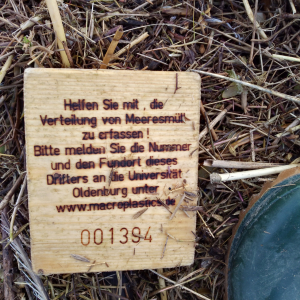 Helfen Sie mit, die
Verteilung von Meeresmüll
zu erfassen!
Bitte melden Sie die Nummer
und den Fundort dieses
Drifters an die Universität
Oldenburg unter
www.macroplastics.de
001394